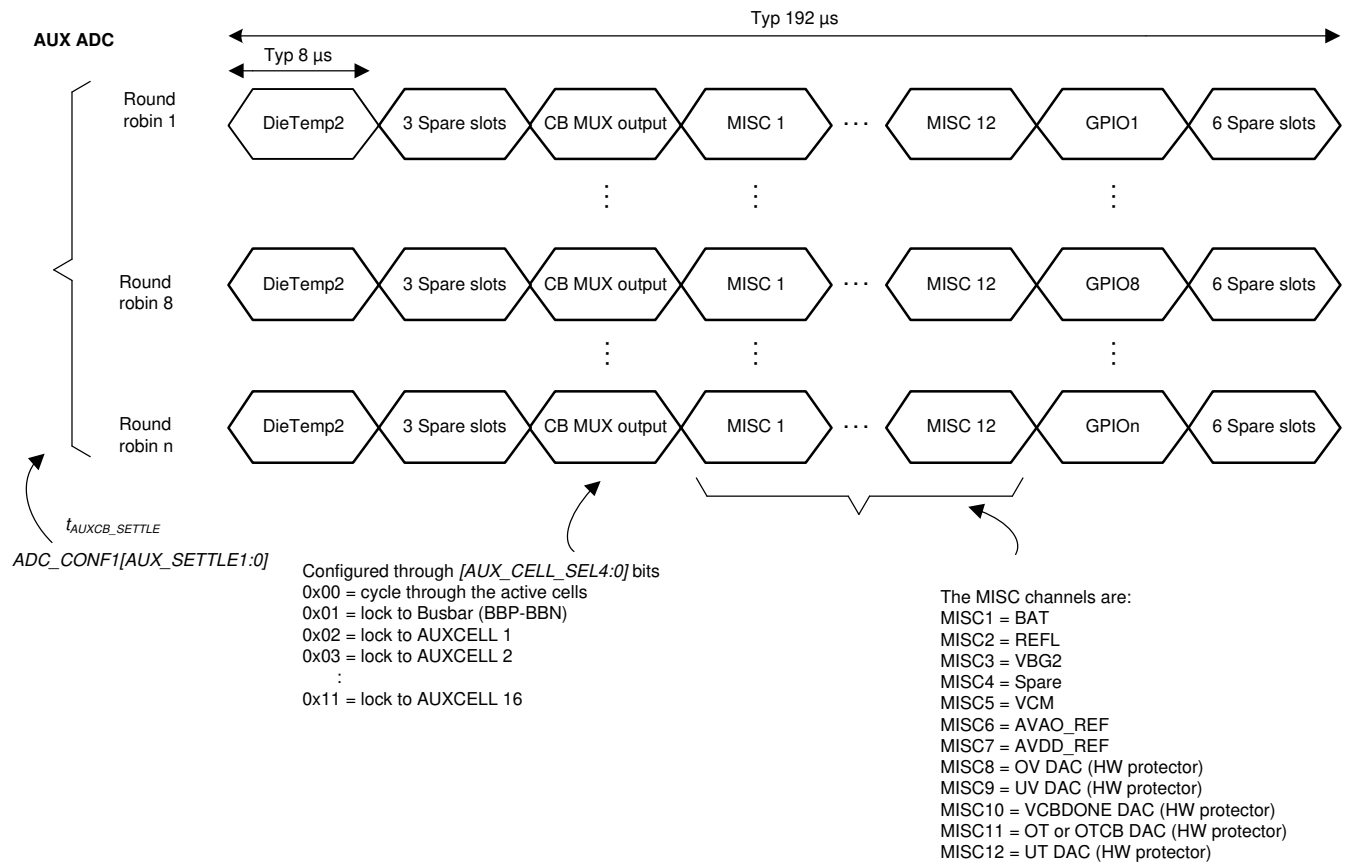 Typ 192 µs
AUX ADC
Typ 8 µs
Round
robin 1
DieTemp2
3 Spare slots
CB MUX output
MISC 1
...
MISC 12
GPIO1
6 Spare slots
Round
robin 8
DieTemp2
3 Spare slots
CB MUX output
MISC 1
...
MISC 12
GPIO8
6 Spare slots
Round
robin n
DieTemp2
3 Spare slots
CB MUX output
MISC 1
...
MISC 12
GPIOn
6 Spare slots
tAUXCB_SETTLE
ADC_CONF1[AUX_SETTLE1:0]
Configured through [AUX_CELL_SEL4:0] bits
0x00 = cycle through the active cells
0x01 = lock to Busbar (BBP-BBN)
0x02 = lock to AUXCELL 1
0x03 = lock to AUXCELL 2
:
0x11 = lock to AUXCELL 16
The MISC channels are:
MISC1 = BAT
MISC2 = REFL
MISC3 = VBG2
MISC4 = Spare
MISC5 = VCM
MISC6 = AVAO_REF
MISC7 = AVDD_REF
MISC8 = OV DAC (HW protector)
MISC9 = UV DAC (HW protector)
MISC10 = VCBDONE DAC (HW protector)
MISC11 = OT or OTCB DAC (HW protector)
MISC12 = UT DAC (HW protector)